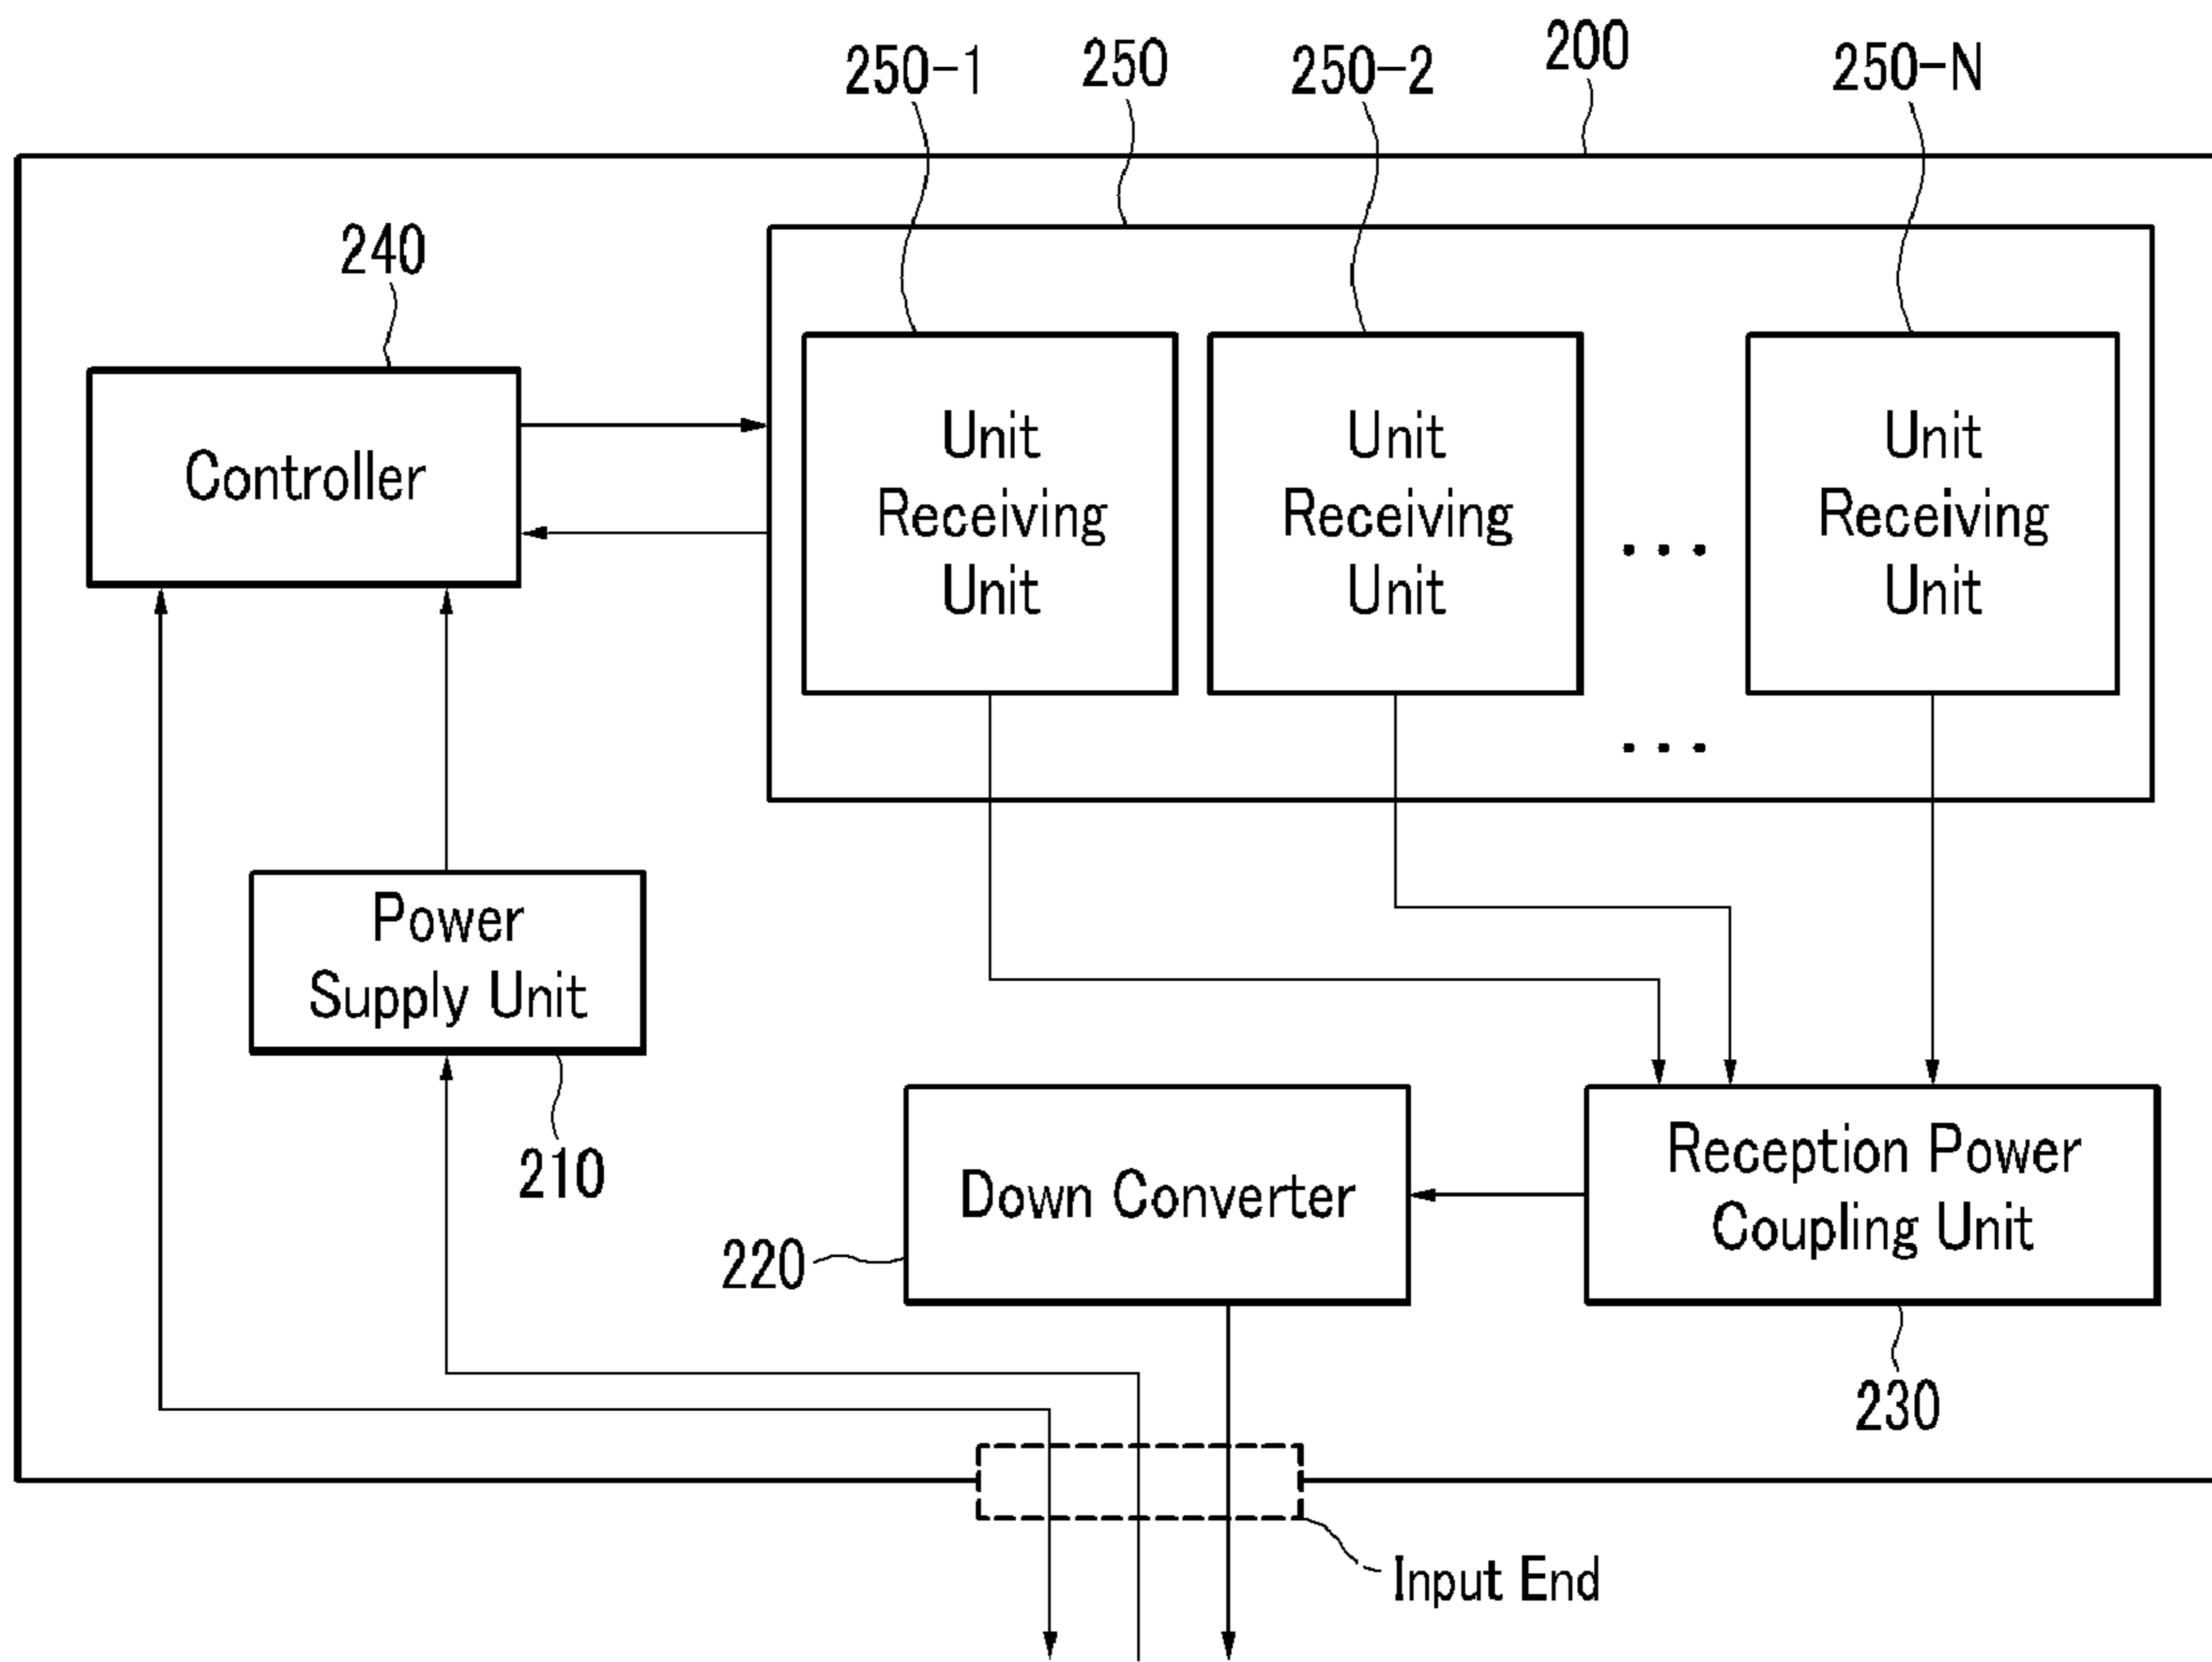 250-1
250
250-2
200
250-N
240
Controller
Unit
Receiving
Unit
Unit
Receiving
Unit
...
Unit
Receiving
Unit
...
Power
Supply Unit
210
Down Converter
220
Reception Power
Coupling Unit
230
Input End